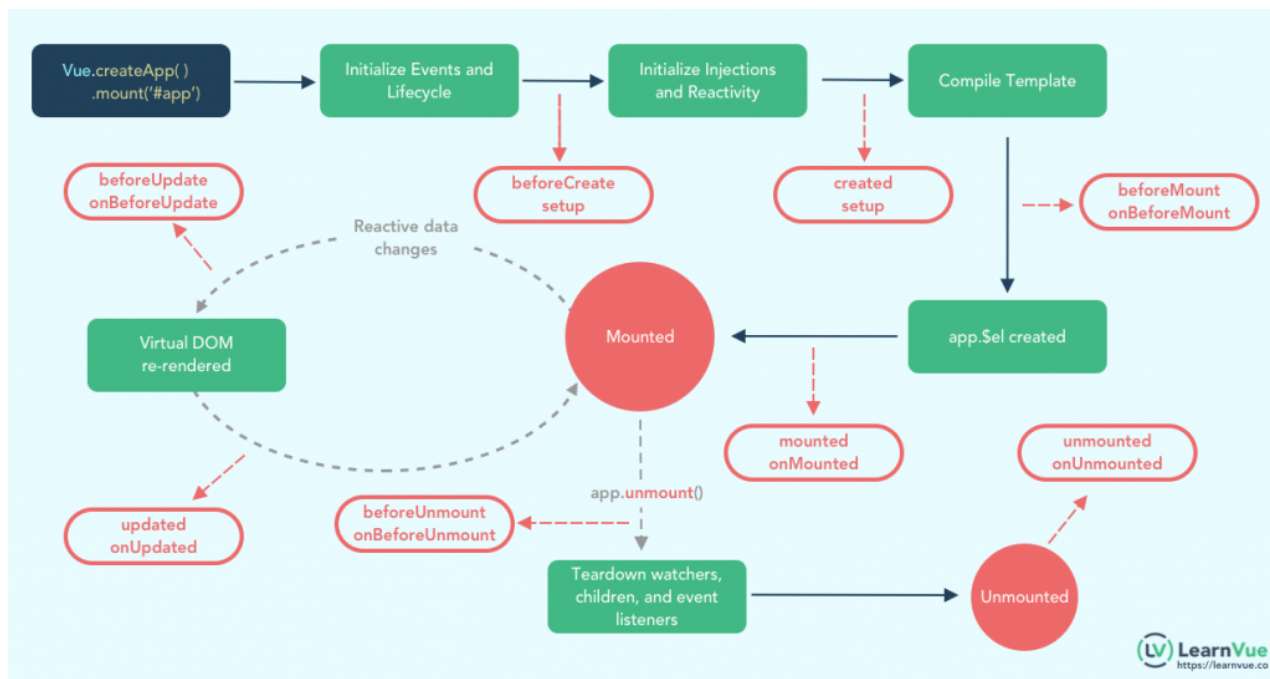 Vue.createApp( )
.mount('#app')
Initialize Events and
Lifecycle
Initialize Injections
and Reactivity
Compile Template
beforeUpdate
onBeforeUpdate
beforeCreate
setup
created
setup
beforeMount
onBeforeMount
Reactive data
changes
Virtual DOM
re-rendered
Mounted
app.$el created
mounted
onMounted
unmounted
onUnmounted
app.unmount()
updated
onUpdated
beforeUnmount
onBeforeUnmount
Teardown watchers,
children, and event
listeners
Unmounted
LV LearnVue
https://learnvue.co